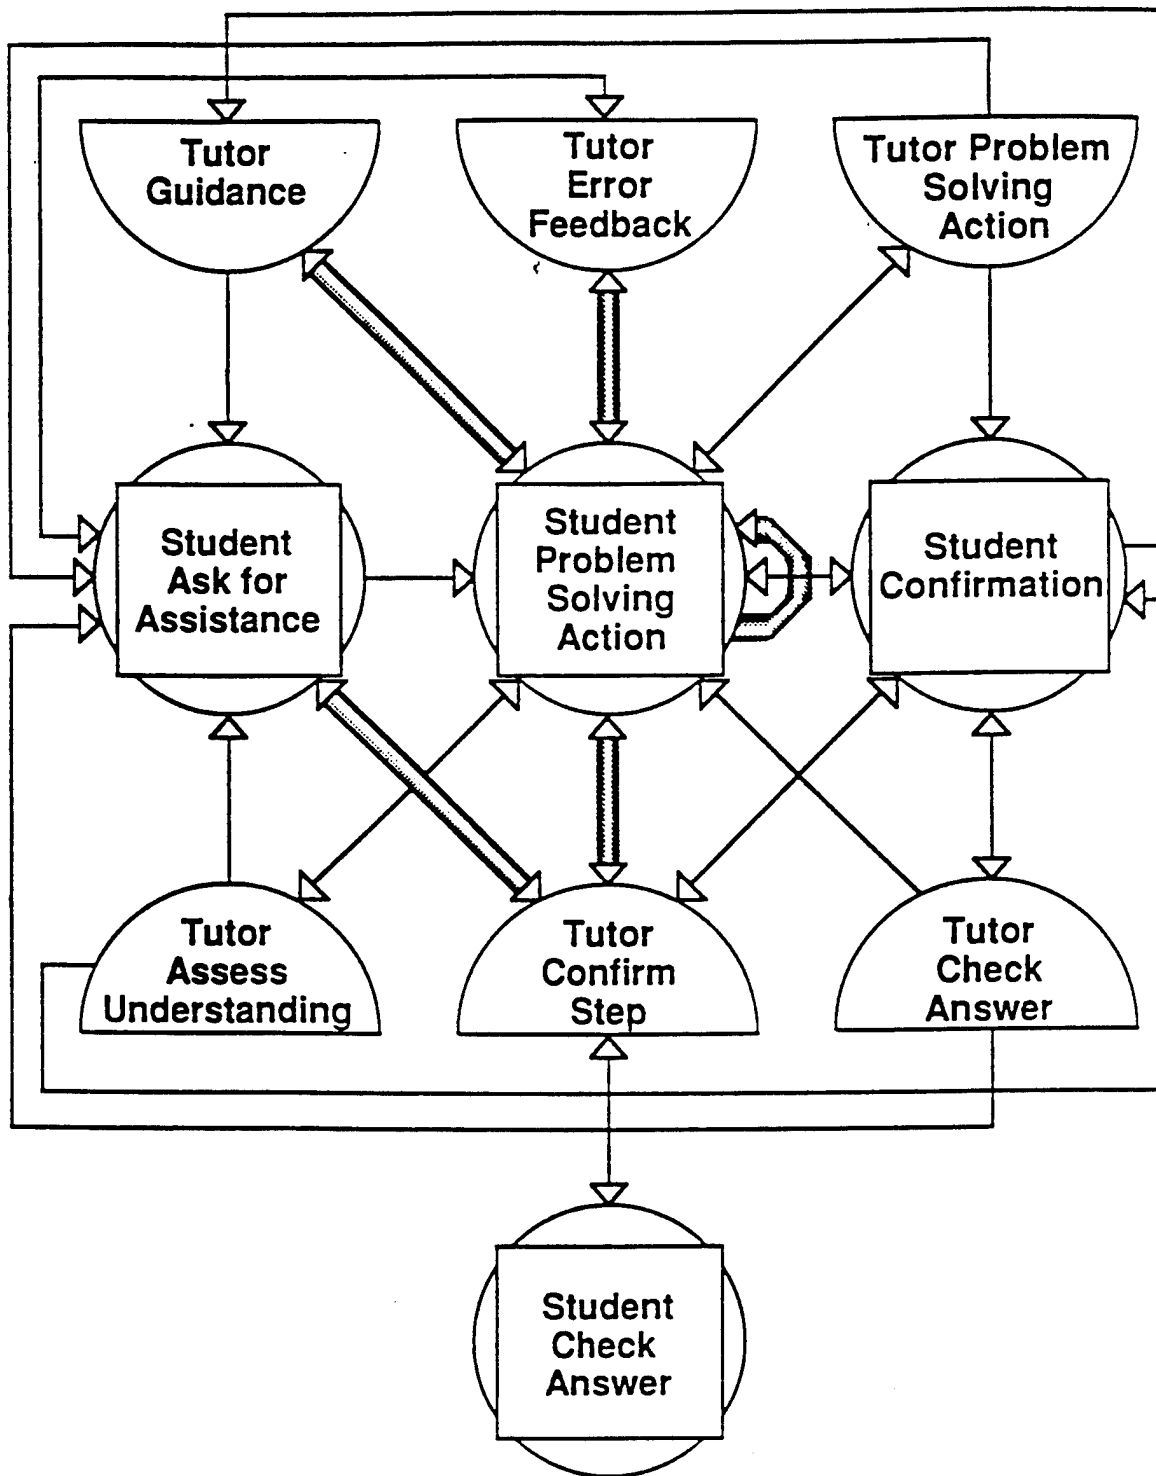 Tutor
Guidance
Tutor
Error
Feedback
Tutor Problem
Solving
Action
Student
Ask for
Assistance
Student
Problem
Solving
Action
Student
Confirmation
Tutor
Assess
Understanding
Tutor
Confirm
Step
Tutor
Check
Answer
Student
Check
Answer